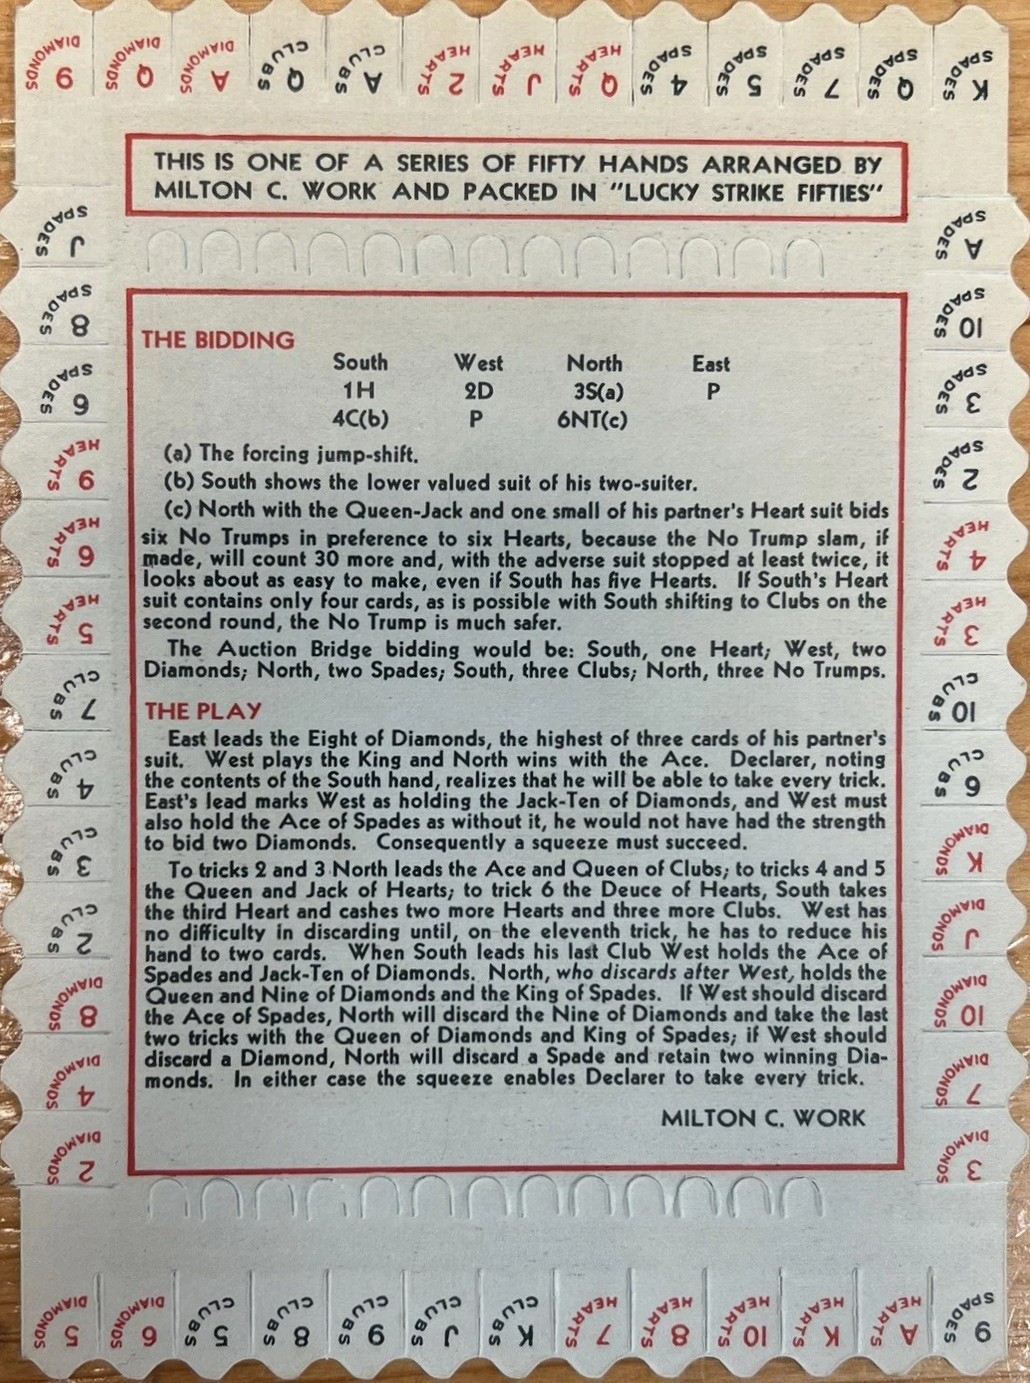 9 DIAMONDS Q DIAMONDS A DIAMONDS Q CLUBS A CLUBS 2 HEARTS J HEARTS Q HEARTS 4 SPADES 5 SPADES 7 SPADES Q SPADES K SPADES
THIS IS ONE OF A SERIES OF FIFTY HANDS ARRANGED BY
MILTON C. WORK AND PACKED IN "LUCKY STRIKE FIFTIES"
J SPADES
8 SPADES
6 SPADES
9 HEARTS
6 HEARTS
5 HEARTS
7 CLUBS
4 CLUBS
3 CLUBS
2 CLUBS
8 DIAMONDS
4 DIAMONDS
2 DIAMONDS
THE BIDDING
South West North East
1H 2D 3S(a) P
4C(b) P 6NT(c)
(a) The forcing jump-shift.
(b) South shows the lower valued suit of his two-suiter.
(c) North with the Queen-Jack and one small of his partner's Heart suit bids
six No Trumps in preference to six Hearts, because the No Trump slam, if
made, will count 30 more and, with the adverse suit stopped at least twice, it
looks about as easy to make, even if South has five Hearts. If South's Heart
suit contains only four cards, as is possible with South shifting to Clubs on the
second round, the No Trump is much safer.
The Auction Bridge bidding would be: South, one Heart; West, two
Diamonds; North, two Spades; South, three Clubs; North, three No Trumps.
THE PLAY
East leads the Eight of Diamonds, the highest of three cards of his partner's
suit. West plays the King and North wins with the Ace. Declarer, noting
the contents of the South hand, realizes that he will be able to take every trick.
East's lead marks West as holding the Jack-Ten of Diamonds, and West must
also hold the Ace of Spades as without it, he would not have had the strength
to bid two Diamonds. Consequently a squeeze must succeed.
To tricks 2 and 3 North leads the Ace and Queen of Clubs; to tricks 4 and 5
the Queen and Jack of Hearts; to trick 6 the Deuce of Hearts, South takes
the third Heart and cashes two more Hearts and three more Clubs. West has
no difficulty in discarding until, on the eleventh trick, he has to reduce his
hand to two cards. When South leads his last Club West holds the Ace of
Spades and Jack-Ten of Diamonds. North, who discards after West, holds the
Queen and Nine of Diamonds and the King of Spades. If West should discard
the Ace of Spades, North will discard the Nine of Diamonds and take the last
two tricks with the Queen of Diamonds and King of Spades; if West should
discard a Diamond, North will discard a Spade and retain two winning Dia-
monds. In either case the squeeze enables Declarer to take every trick.
MILTON C. WORK
A SPADES
10 SPADES
3 SPADES
2 SPADES
4 HEARTS
3 HEARTS
10 CLUBS
6 CLUBS
K DIAMONDS
J DIAMONDS
10 DIAMONDS
7 DIAMONDS
3 DIAMONDS
5 DIAMONDS 6 DIAMONDS 5 CLUBS 8 CLUBS 9 CLUBS J CLUBS K CLUBS 7 HEARTS 8 HEARTS 10 HEARTS K HEARTS A HEARTS 9 SPADES